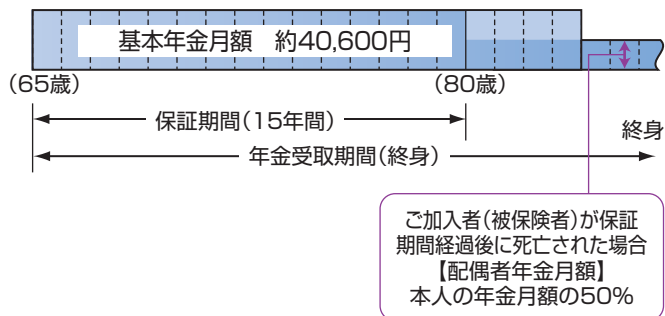 基本年金月額　約40,600円
(65歳)
(80歳)
保証期間(15年間)
終身
年金受取期間(終身)
ご加入者(被保険者)が保証
期間経過後に死亡された場合
【配偶者年金月額】
本人の年金月額の50%